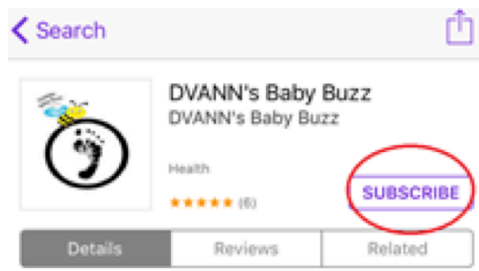 Search
DVANN's Baby Buzz
DVANN's Baby Buzz
Health
(6)
SUBSCRIBE
Details
Reviews
Related